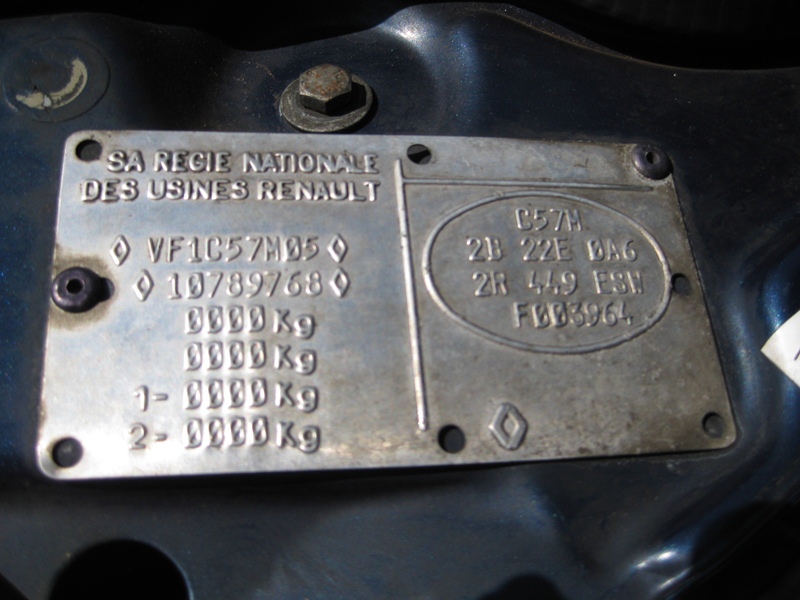 SA REGIE NATIONALE
DES USINES RENAULT
VF1C57M05
10789768
0000Kg
0000Kg
1- 0000Kg
2- 0000Kg
C57M
2B 22E 0A6
2R 449 ESW
F003964